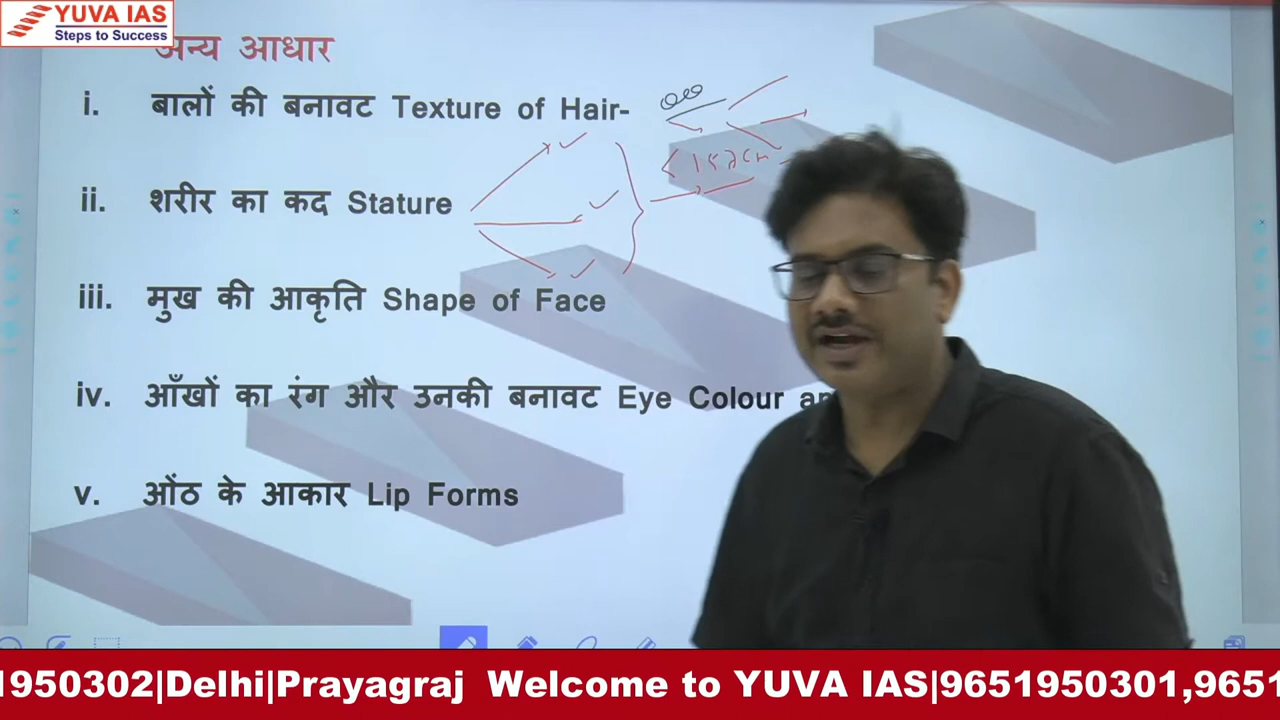 YUVA IAS
Steps to Success
अन्य आधार
i. बालों की बनावट Texture of Hair-
ii. शरीर का कद Stature
iii. मुख की आकृति Shape of Face
iv. आँखों का रंग और उनकी बनावट Eye Colour
v. ओंठ के आकार Lip Forms
1950302|Delhi|Prayagraj Welcome to YUVA IAS|9651950301,9651